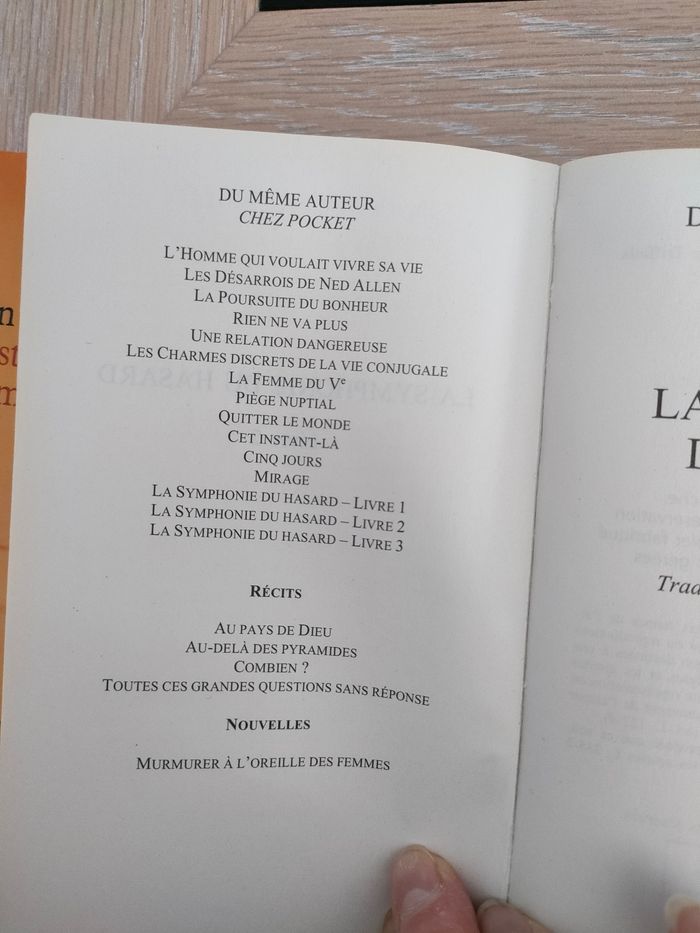 DU MÊME AUTEUR
CHEZ POCKET
L'HOMME QUI VOULAIT VIVRE SA VIE
LES DÉSARROIS DE NED ALLEN
LA POURSUITE DU BONHEUR
RIEN NE VA PLUS
UNE RELATION DANGEREUSE
LES CHARMES DISCRETS DE LA VIE CONJUGALE
LA FEMME DU Ve
PIÈGE NUPTIAL
QUITTER LE MONDE
CET INSTANT-LÀ
CINQ JOURS
MIRAGE
LA SYMPHONIE DU HASARD – LIVRE 1
LA SYMPHONIE DU HASARD – LIVRE 2
LA SYMPHONIE DU HASARD – LIVRE 3
RÉCITS
AU PAYS DE DIEU
AU-DELÀ DES PYRAMIDES
COMBIEN ?
TOUTES CES GRANDES QUESTIONS SANS RÉPONSE
NOUVELLES
MURMURER À L'OREILLE DES FEMMES
LA
Trad